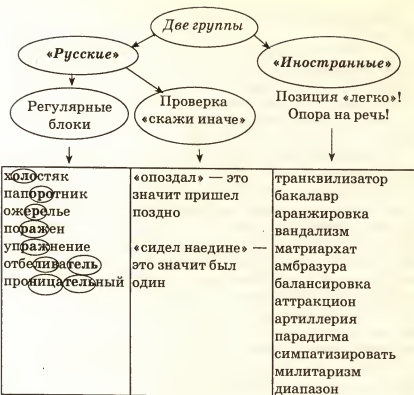 Две группы
«Русские»
«Иностранные»
Регулярные
блоки
Проверка
«скажи иначе»
Позиция «легко»!
Опора на речь!
холостяк
папоротник
ожерелье
поражен
упражнение
отбеливатель
проницательный
«опоздал» — это
значит пришел
поздно
«сидел наедине» —
это значит был
один
транквилизатор
бакалавр
аранжировка
вандализм
матриархат
амбразура
балансировка
аттракцион
артиллерия
парадигма
симпатизировать
милитаризм
диапазон